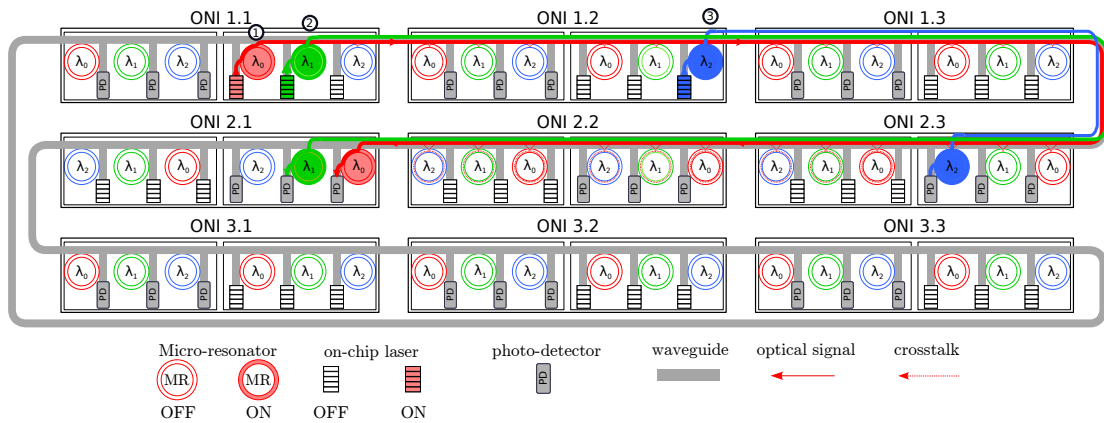 ONI 1.1 ONI 1.2 ONI 1.3
1 2 3
λ0 λ1 λ2 λ0 λ1 λ2 λ0 λ1 λ2 λ0 λ1 λ2 λ0 λ1 λ2 λ0 λ1 λ2
PD PD PD PD PD PD PD PD PD
ONI 2.1 ONI 2.2 ONI 2.3
λ2 λ1 λ0 λ2 λ1 λ0 λ2 λ1 λ0 λ2 λ1 λ0 λ2 λ1 λ0 λ2 λ1 λ0
PD PD PD PD PD PD PD PD PD
ONI 3.1 ONI 3.2 ONI 3.3
λ0 λ1 λ2 λ0 λ1 λ2 λ0 λ1 λ2 λ0 λ1 λ2 λ0 λ1 λ2 λ0 λ1 λ2
PD PD PD PD PD PD PD PD PD
Micro-resonator on-chip laser photo-detector waveguide optical signal crosstalk
MR MR PD
OFF ON OFF ON